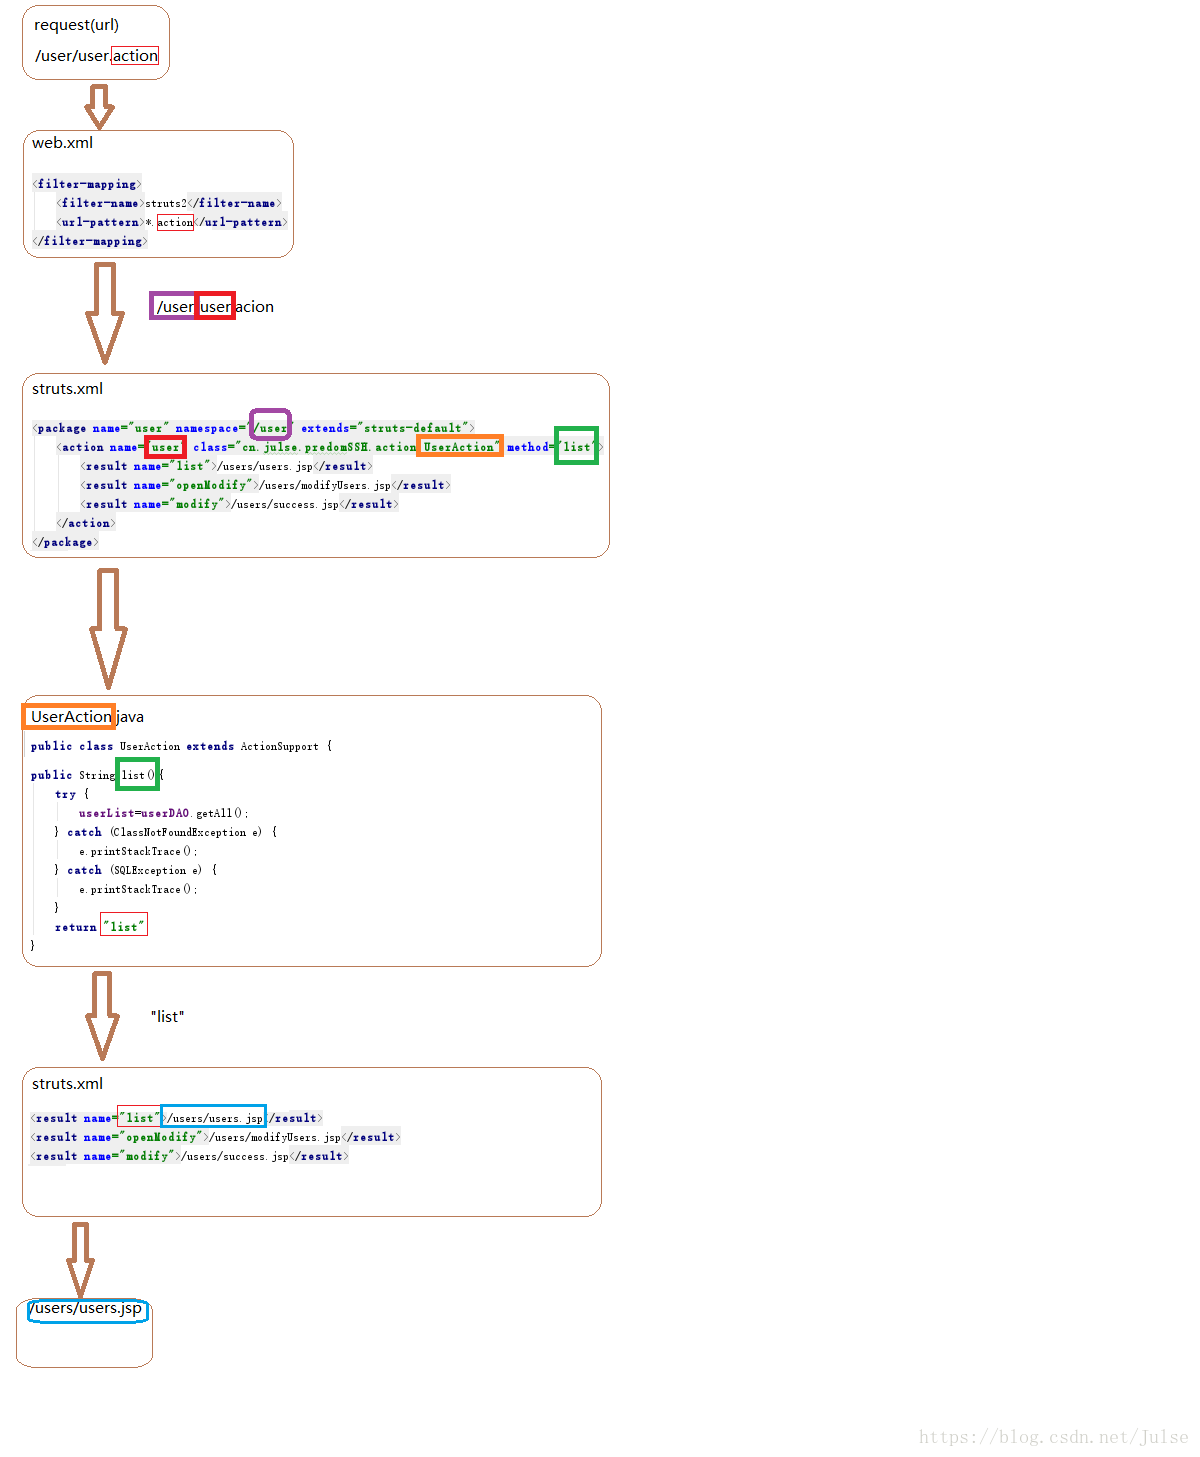 request(url)
/user/user.action
web.xml
<filter-mapping>
<filter-name>struts2</filter-name>
<url-pattern>*.action</url-pattern>
</filter-mapping>
/user user acion
struts.xml
<package name="user" namespace="/user" extends="struts-default">
<action name="user" class="cn.julse.predomSSH.action UserAction" method="list">
<result name="list">/users/users.jsp</result>
<result name="openModify">/users/modifyUsers.jsp</result>
<result name="modify">/users/success.jsp</result>
</action>
</package>
UserAction java
public class UserAction extends ActionSupport {
public String list() {
try {
userList=userDAO.getAll();
} catch (ClassNotFoundException e) {
e.printStackTrace();
} catch (SQLException e) {
e.printStackTrace();
}
return "list"
}
"list"
struts.xml
<result name="list">/users/users.jsp</result>
<result name="openModify">/users/modifyUsers.jsp</result>
<result name="modify">/users/success.jsp</result>
/users/users.jsp
https://blog.csdn.net/Julse